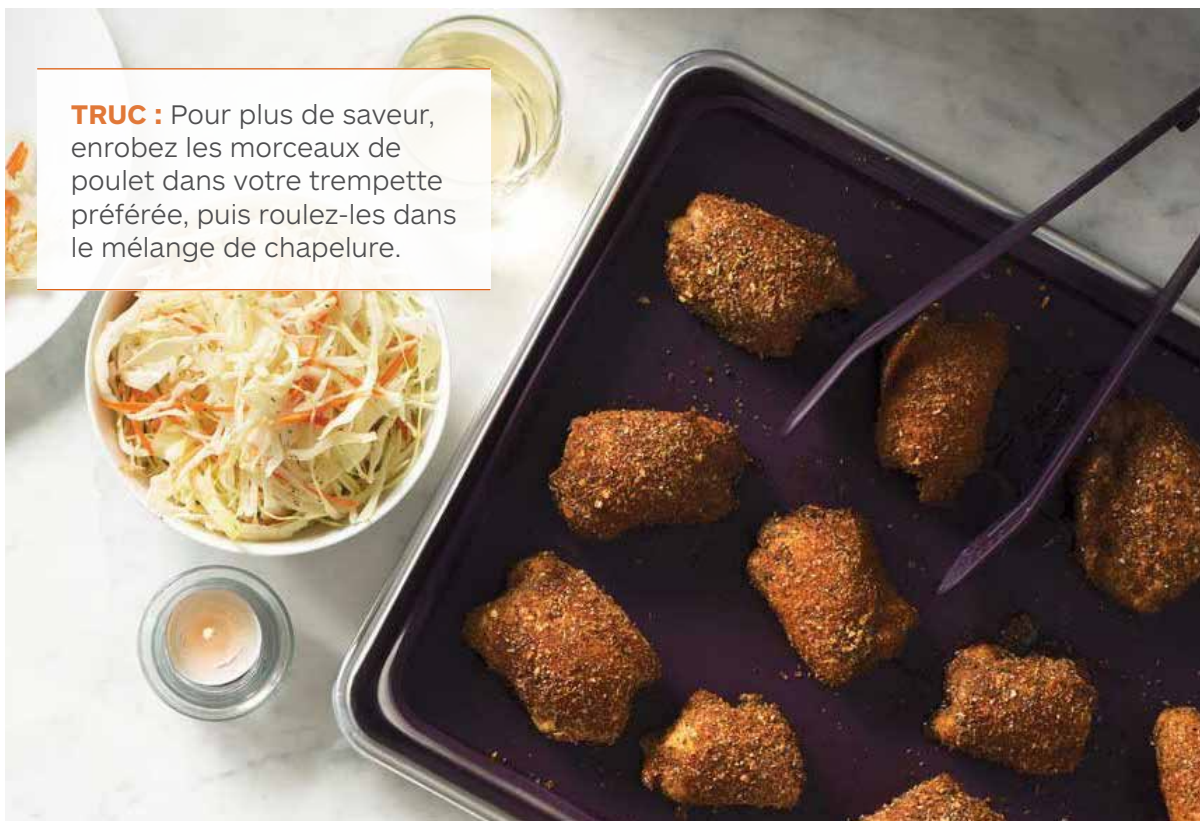 TRUC : Pour plus de saveur,
enrobez les morceaux de
poulet dans votre trempette
préférée, puis roulez-les dans
le mélange de chapelure.